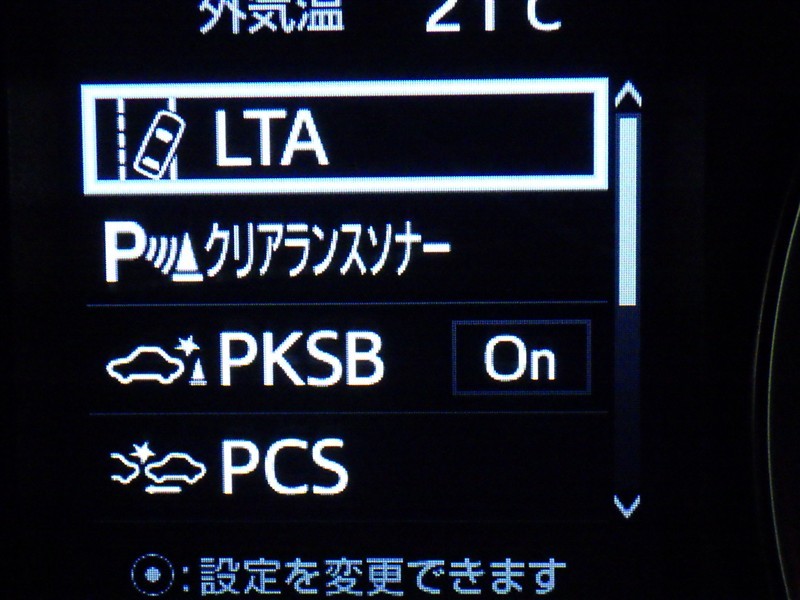 外気温 21℃
LTA
Pクリアランスソナー
PKSB On
PCS
:設定を変更できます